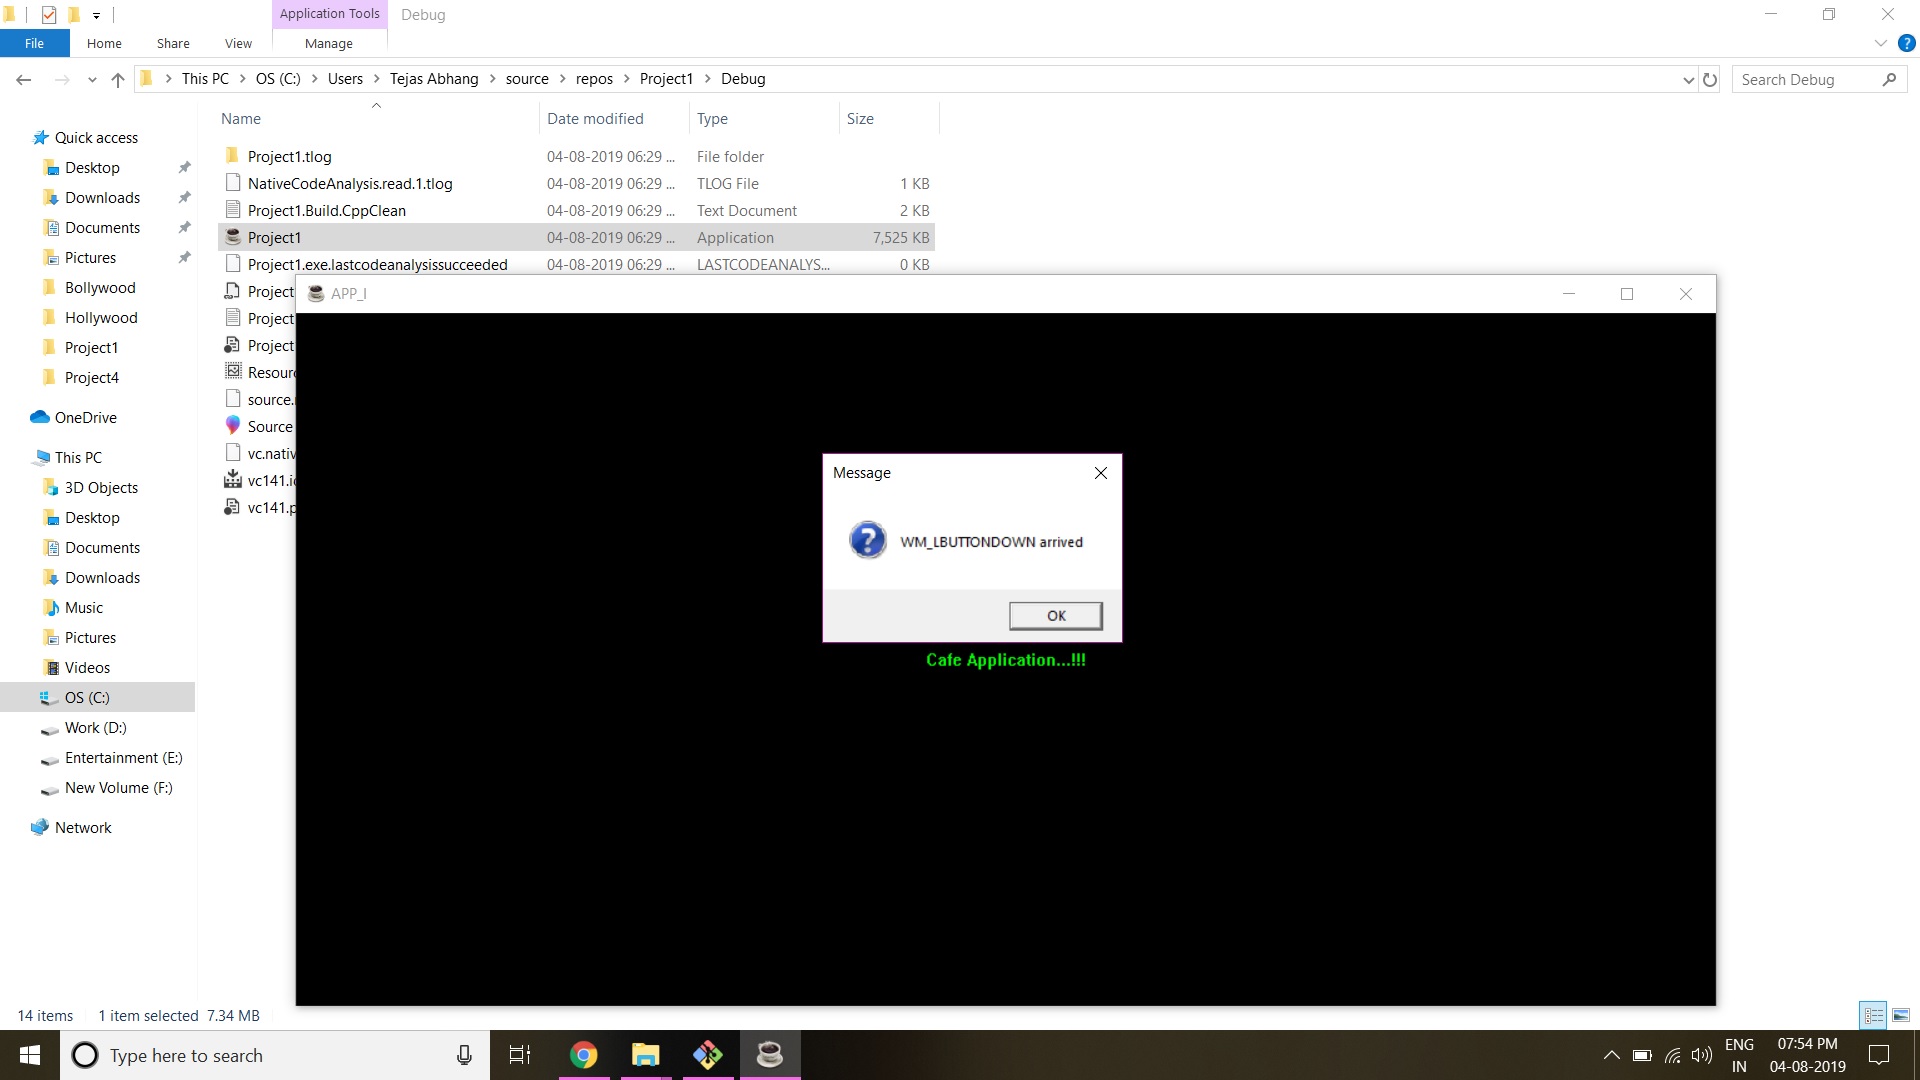 Application Tools
Debug
File
Home
Share
View
Manage
This PC
OS (C:)
Users
Tejas Abhang
source
repos
Project1
Debug
Search Debug
Name
Date modified
Type
Size
Quick access
Desktop
Downloads
Documents
Pictures
Bollywood
Hollywood
Project1
Project4
OneDrive
This PC
3D Objects
Desktop
Documents
Downloads
Music
Pictures
Videos
OS (C:)
Work (D:)
Entertainment (E:)
New Volume (F:)
Network
Project1.tlog 04-08-2019 06:29 ... File folder
NativeCodeAnalysis.read.1.tlog 04-08-2019 06:29 ... TLOG File 1 KB
Project1.Build.CppClean 04-08-2019 06:29 ... Text Document 2 KB
Project1 04-08-2019 06:29 ... Application 7,525 KB
Project1.exe.lastcodeanalysissucceeded 04-08-2019 06:29 ... LASTCODEANALYS... 0 KB
Project
Project
Project
Resour
source.
Source
vc.nativ
vc141.i
vc141.p
APP_I
Message
WM_LBUTTONDOWN arrived
OK
Cafe Application...!!!
14 items
1 item selected 7.34 MB
Type here to search
ENG
IN
07:54 PM
04-08-2019